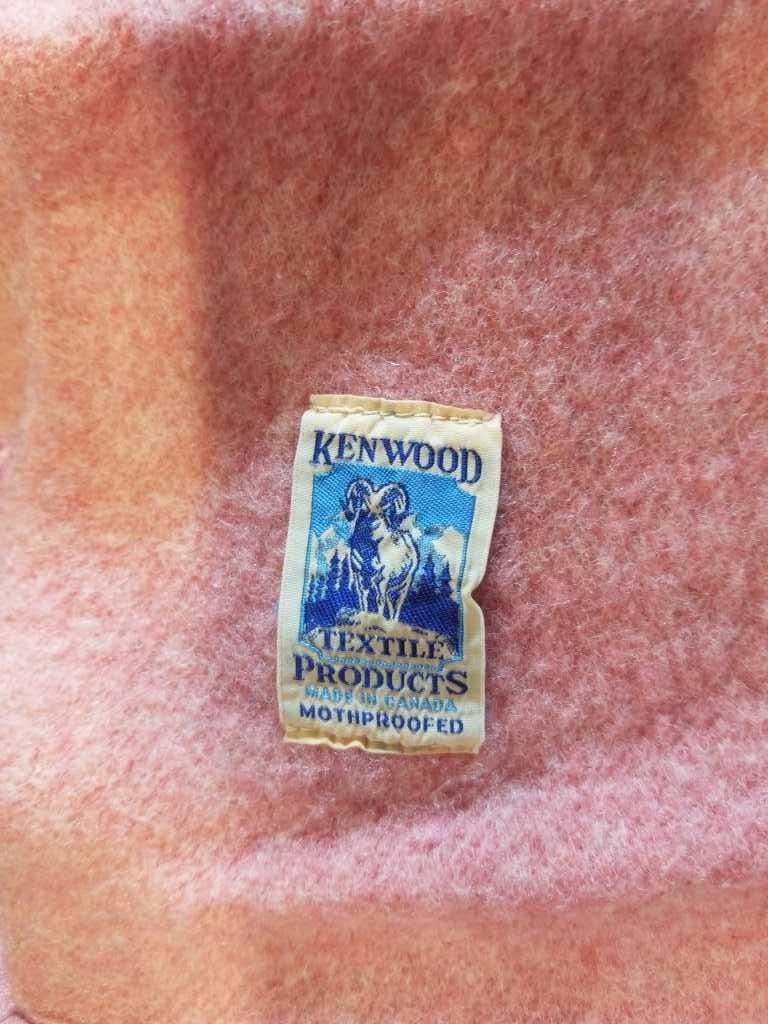 KENWOOD
TEXTILE
PRODUCTS
MADE IN CANADA
MOTHPROOFED